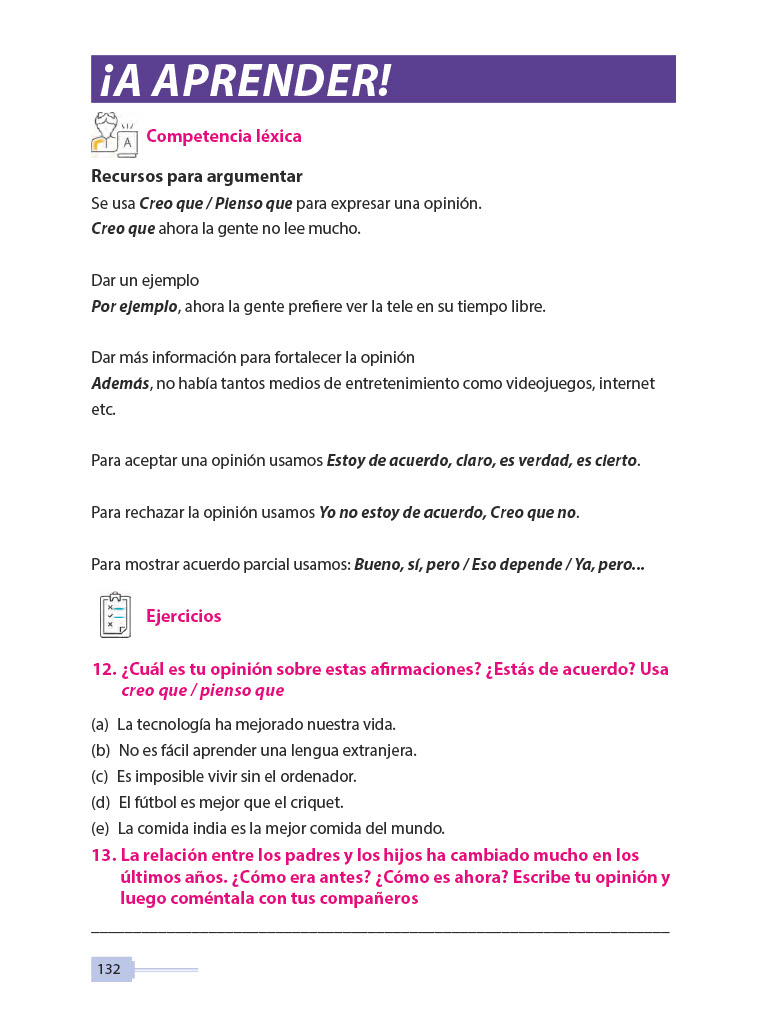 ¡A APRENDER!
A
Competencia léxica
Recursos para argumentar
Se usa Creo que / Pienso que para expresar una opinión.
Creo que ahora la gente no lee mucho.
Dar un ejemplo
Por ejemplo, ahora la gente prefiere ver la tele en su tiempo libre.
Dar más información para fortalecer la opinión
Además, no había tantos medios de entretenimiento como videojuegos, internet
etc.
Para aceptar una opinión usamos Estoy de acuerdo, claro, es verdad, es cierto.
Para rechazar la opinión usamos Yo no estoy de acuerdo, Creo que no.
Para mostrar acuerdo parcial usamos: Bueno, sí, pero / Eso depende / Ya, pero...
Ejercicios
12. ¿Cuál es tu opinión sobre estas afirmaciones? ¿Estás de acuerdo? Usa
creo que / pienso que
(a) La tecnología ha mejorado nuestra vida.
(b) No es fácil aprender una lengua extranjera.
(c) Es imposible vivir sin el ordenador.
(d) El fútbol es mejor que el criquet.
(e) La comida india es la mejor comida del mundo.
13. La relación entre los padres y los hijos ha cambiado mucho en los
últimos años. ¿Cómo era antes? ¿Cómo es ahora? Escribe tu opinión y
luego coméntala con tus compañeros
132